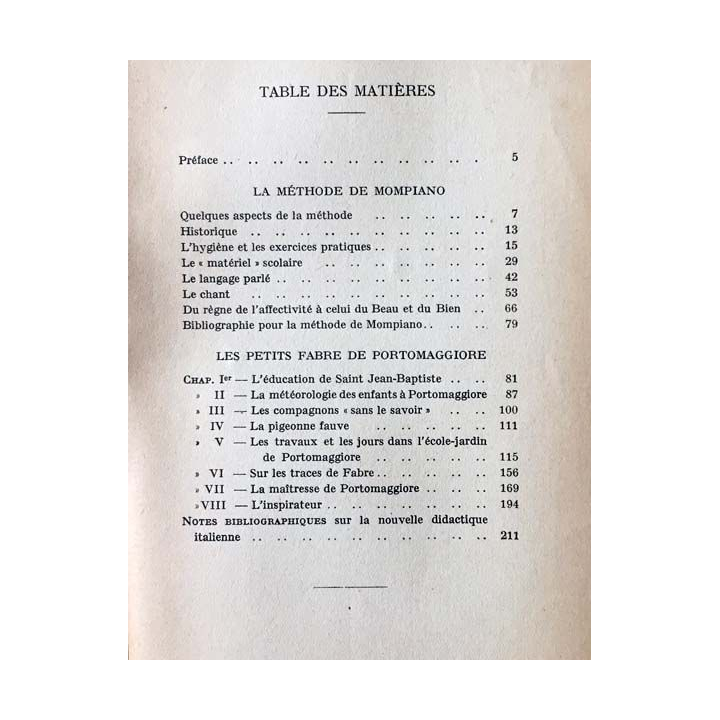 TABLE DES MATIÈRES
Préface .. .. .. .. .. .. .. .. .. .. . 5
LA MÉTHODE DE MOMPIANO
Quelques aspects de la méthode .. .. .. .. .. 7
Historique .. .. .. .. .. .. .. .. .. .. 13
L'hygiène et les exercices pratiques .. .. .. .. .. 15
Le « matériel » scolaire .. .. .. .. .. .. .. 29
Le langage parlé .. .. .. .. .. .. .. .. .. 42
Le chant .. .. .. .. .. .. .. .. .. .. 53
Du règne de l'affectivité à celui du Beau et du Bien .. 66
Bibliographie pour la méthode de Mompiano.. .. .. 79
LES PETITS FABRE DE PORTOMAGGIORE
CHAP. Ier — L'éducation de Saint Jean-Baptiste .. .. 81
» II — La météorologie des enfants à Portomaggiore 87
» III — Les compagnons « sans le savoir » .. .. 100
» IV — La pigeonne fauve .. .. .. .. .. 111
» V — Les travaux et les jours dans l'école-jardin
de Portomaggiore .. .. .. .. .. 115
» VI — Sur les traces de Fabre .. .. .. .. .. 156
» VII — La maîtresse de Portomaggiore .. .. .. 169
» VIII — L'inspirateur .. .. .. .. .. .. .. 194
NOTES BIBLIOGRAPHIQUES sur la nouvelle didactique
italienne .. .. .. .. .. .. .. .. .. .. 211